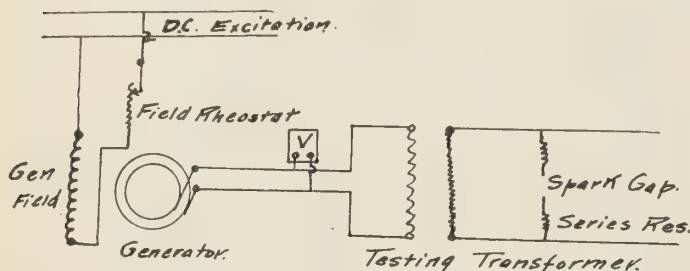 D.C. Excitation.
Field Rheostat
V
Gen
Field
Spark Gap.
Series Res.
Generator.
Testing Transformer.